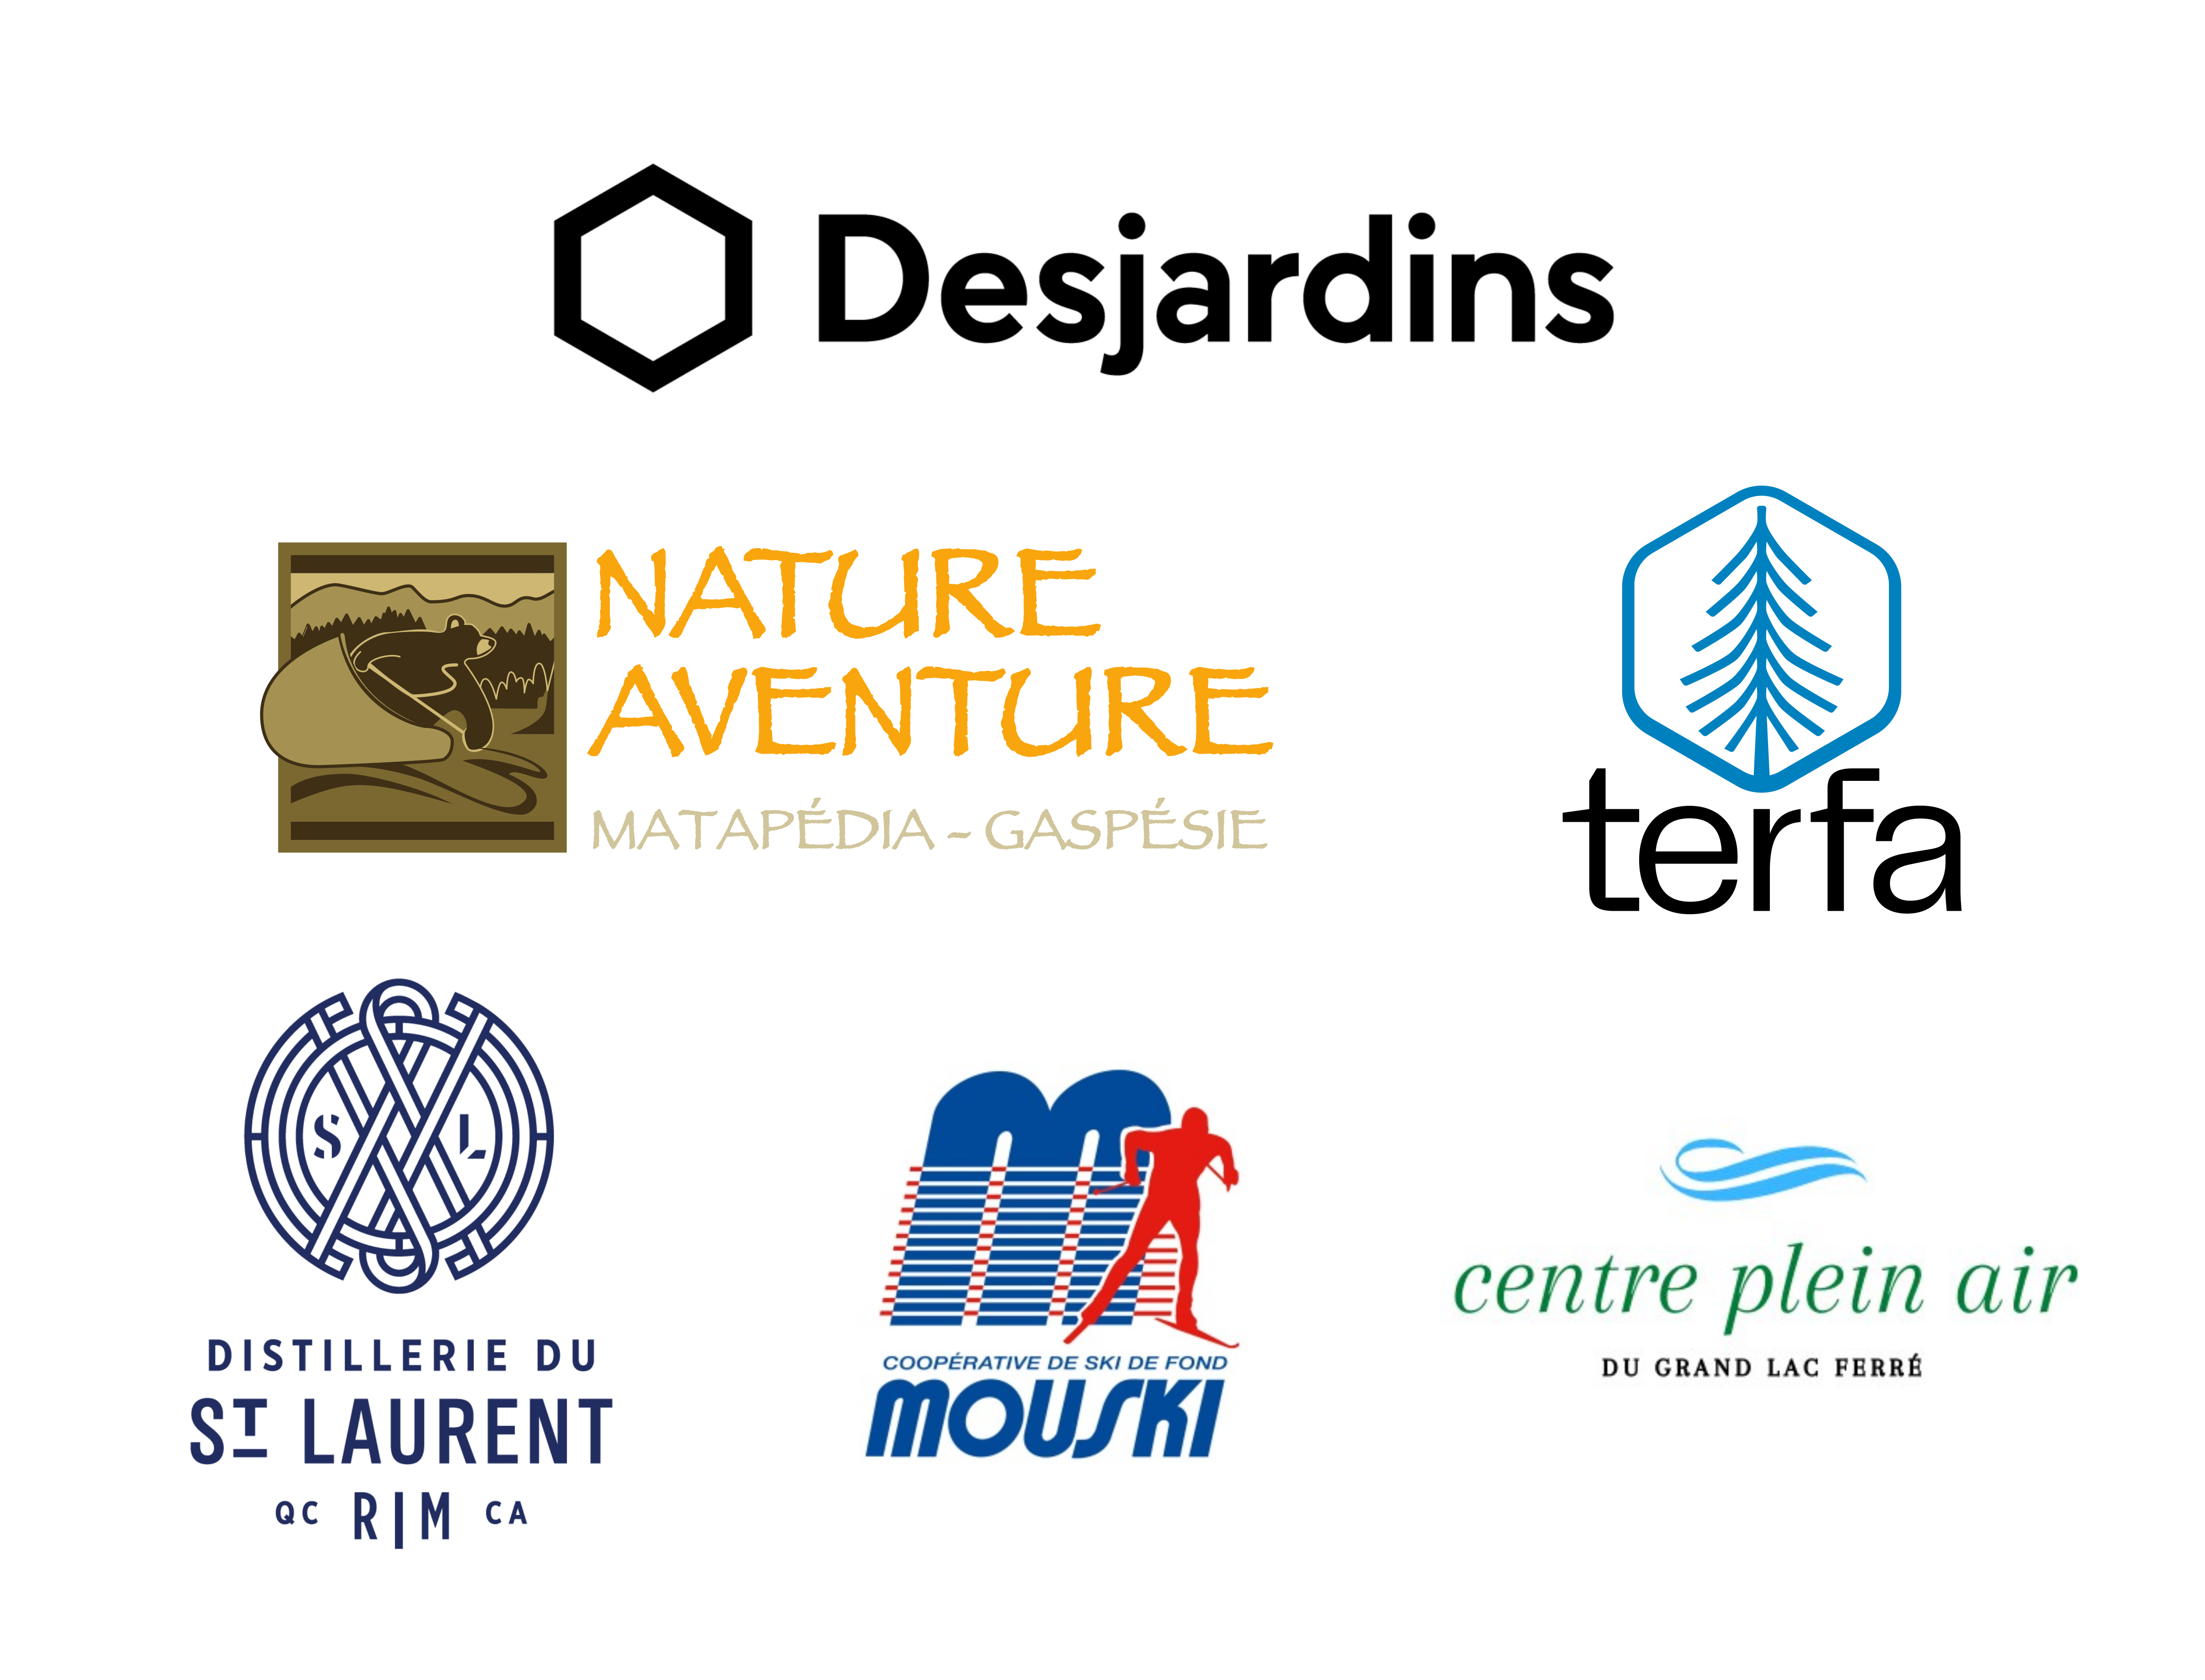 Desjardins
NATURE
AVENTURE
MATAPÉDIA ~ GASPÉSIE
terfa
S L
DISTILLERIE DU
ST LAURENT
QC R|M CA
COOPÉRATIVE DE SKI DE FOND
MOUSKI
centre plein air
DU GRAND LAC FERRÉ